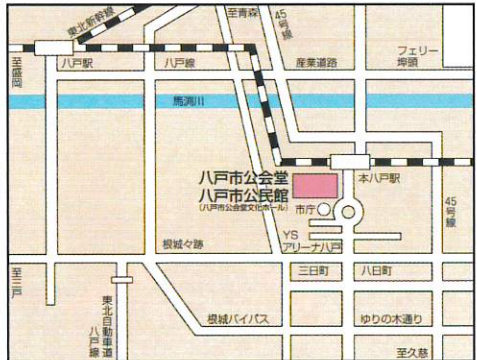 東北新幹線
至青森
45号線
至盛岡
八戸駅
八戸線
産業道路
フェリー
埠頭
馬淵川
八戸市公会堂
八戸市公民館
(八戸市公会堂文化ホール)
本八戸駅
市庁
45号線
YS
アリーナ八戸
根城々跡
三日町
八日町
至三戸
東北自動車道
八戸線
根城バイパス
ゆりの木通り
至久慈